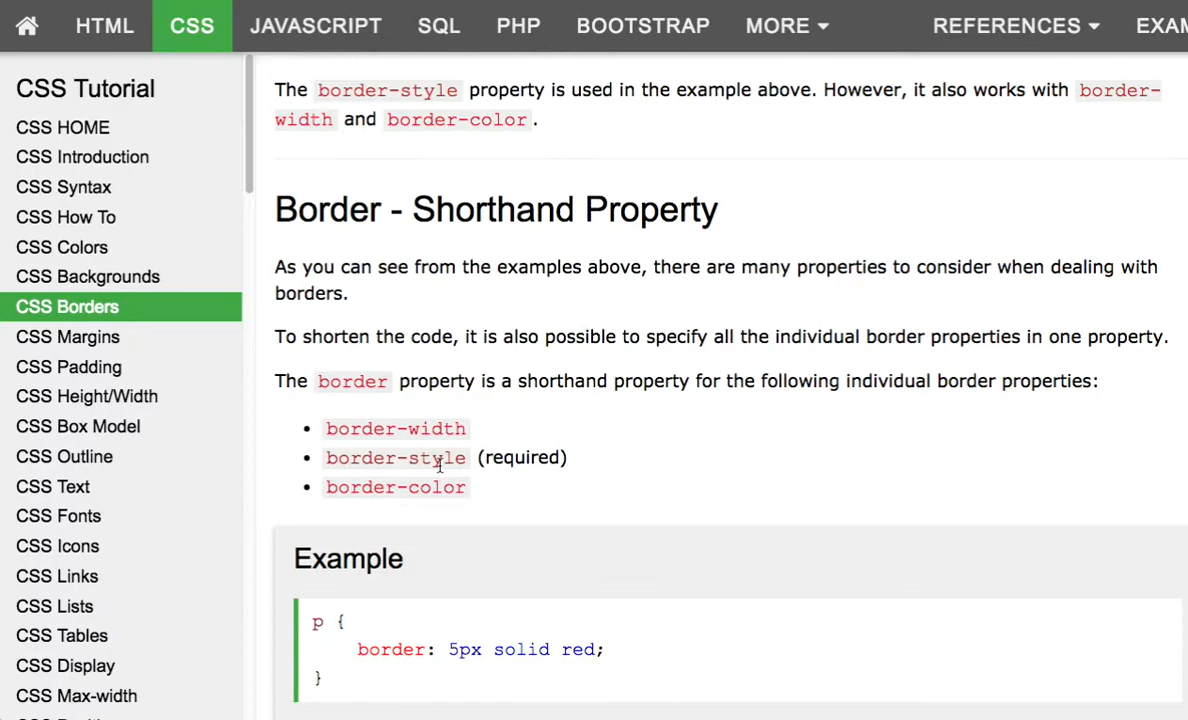 HTML CSS JAVASCRIPT SQL PHP BOOTSTRAP MORE REFERENCES
CSS Tutorial
CSS HOME
CSS Introduction
CSS Syntax
CSS How To
CSS Colors
CSS Backgrounds
CSS Borders
CSS Margins
CSS Padding
CSS Height/Width
CSS Box Model
CSS Outline
CSS Text
CSS Fonts
CSS Icons
CSS Links
CSS Lists
CSS Tables
CSS Display
CSS Max-width
The border-style property is used in the example above. However, it also works with border-
width and border-color.
Border - Shorthand Property
As you can see from the examples above, there are many properties to consider when dealing with
borders.
To shorten the code, it is also possible to specify all the individual border properties in one property.
The border property is a shorthand property for the following individual border properties:
• border-width
• border-style (required)
• border-color
Example
p {
border: 5px solid red;
}